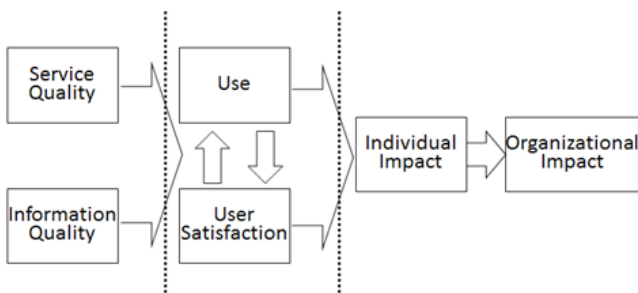 Service
Quality
Use
Individual
Impact
Organizational
Impact
Information
Quality
User
Satisfaction